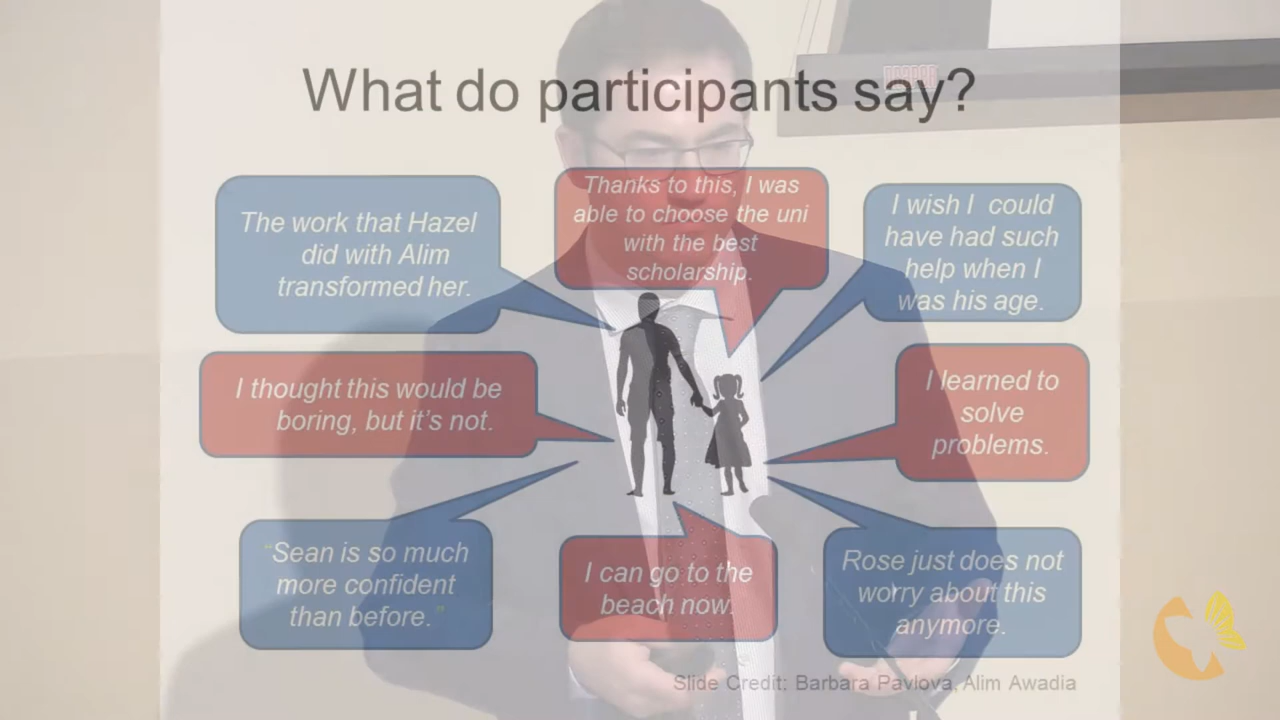 What do participants say?
The work that Hazel
did with Alim
transformed her.
Thanks to this, I was
able to choose the uni
with the best
scholarship.
I wish I could
have had such
help when I
was his age.
I thought this would be
boring, but it's not.
I learned to
solve
problems.
"Sean is so much
more confident
than before."
I can go to the
beach now.
Rose just does not
worry about this
anymore.
Slide Credit: Barbara Pavlova, Alim Awadia